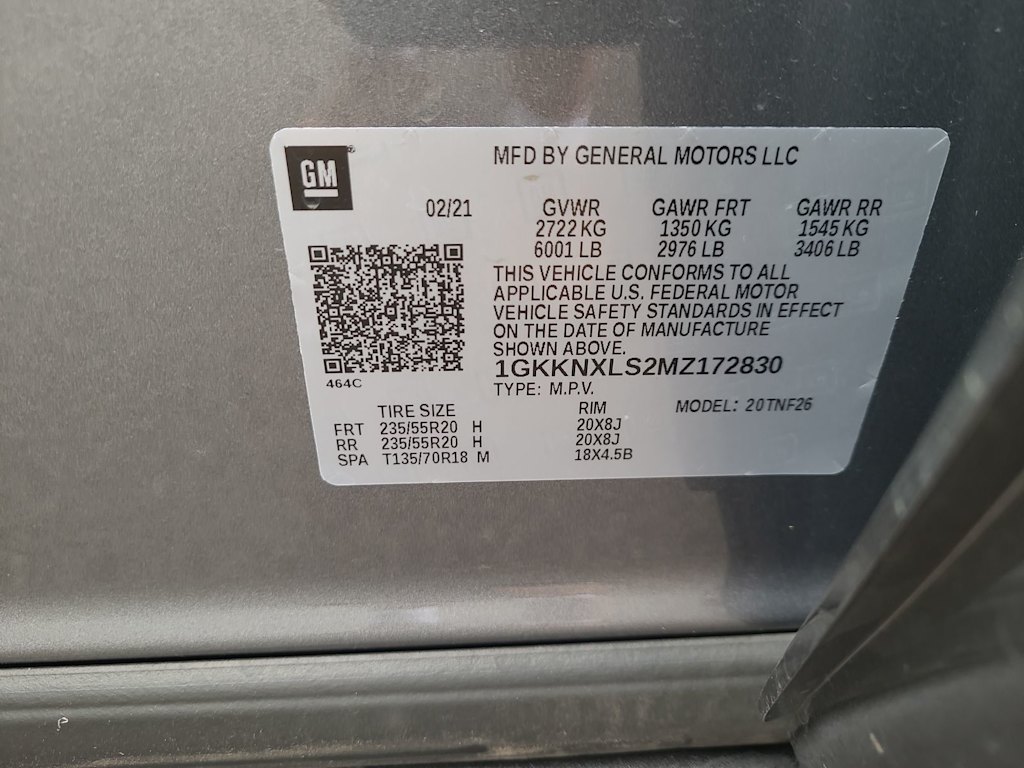 GM
MFD BY GENERAL MOTORS LLC
02/21 GVWR GAWR FRT GAWR RR
2722 KG 1350 KG 1545 KG
6001 LB 2976 LB 3406 LB
THIS VEHICLE CONFORMS TO ALL
APPLICABLE U.S. FEDERAL MOTOR
VEHICLE SAFETY STANDARDS IN EFFECT
ON THE DATE OF MANUFACTURE
SHOWN ABOVE.
1GKKNXLS2MZ172830
464C
TYPE: M.P.V.
TIRE SIZE RIM MODEL: 20TNF26
FRT 235/55R20 H 20X8J
RR 235/55R20 H 20X8J
SPA T135/70R18 M 18X4.5B